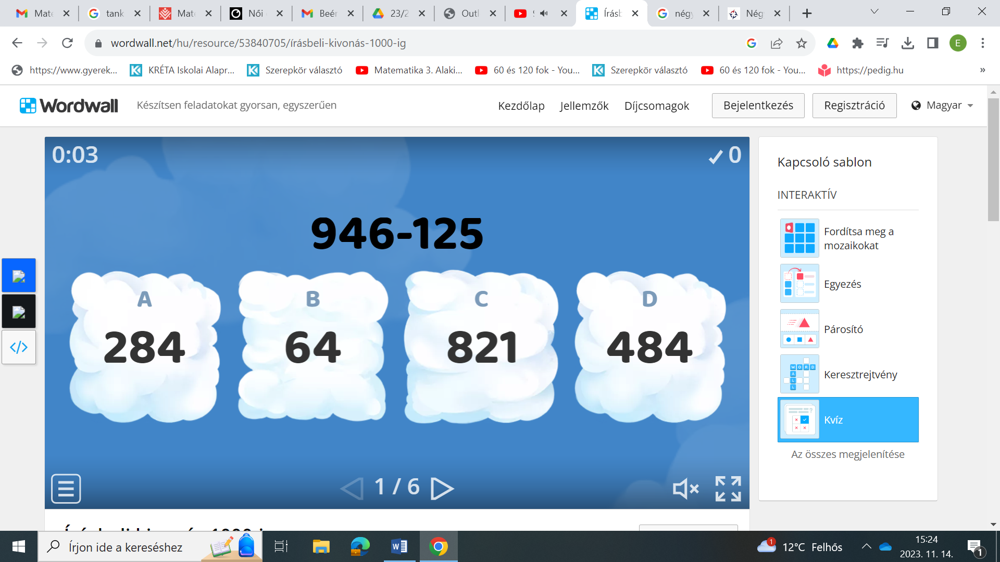 Mate
tank
Mate
Női
Beér
23/2
Outl
Írásb
négy
Nég
wordwall.net/hu/resource/53840705/írásbeli-kivonás-1000-ig
E
https://www.gyerek...
KRÉTA Iskolai Alapr...
Szerepkör választó
Matematika 3. Alaki...
60 és 120 fok - You...
Szerepkör választó
60 és 120 fok - You...
https://pedig.hu
»
Wordwall
Készítsen feladatokat gyorsan, egyszerűen
Kezdőlap
Jellemzők
Díjcsomagok
Bejelentkezés
Regisztráció
Magyar
0:03
0
946-125
A
284
B
64
C
821
D
484
1 / 6
Kapcsoló sablon
INTERAKTÍV
Fordítsa meg a
mozaikokat
Egyezés
Párosító
Keresztrejtvény
Kvíz
Az összes megjelenítése
</>
Írjon ide a kereséshez
1
12°C Felhős
15:24
2023. 11. 14.
1